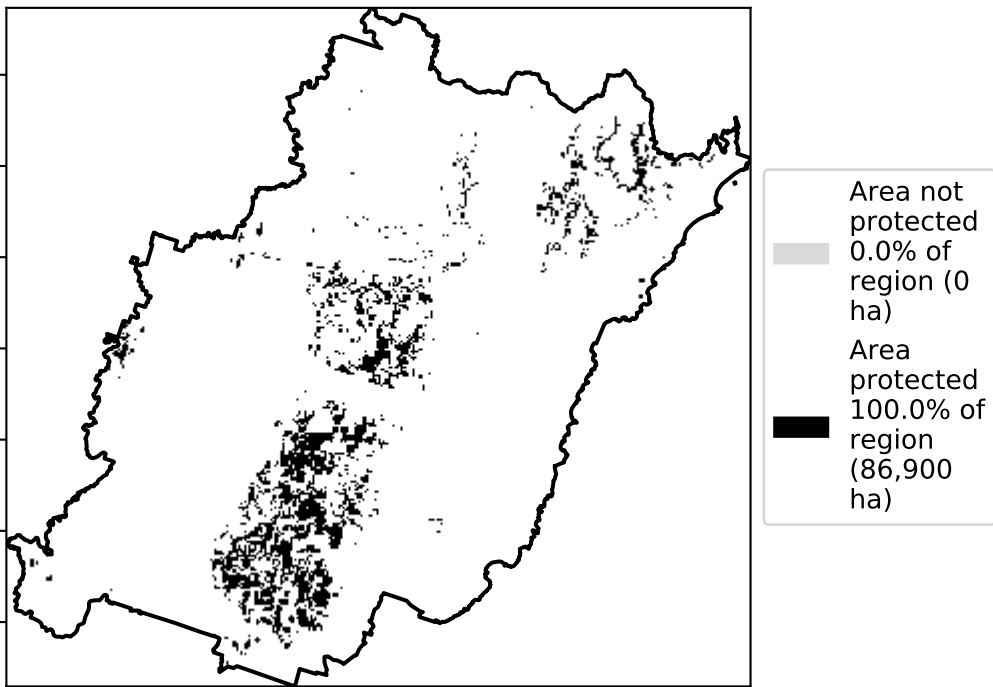 Area not
protected
0.0% of
region (0
ha)
Area
protected
100.0% of
region
(86,900
ha)